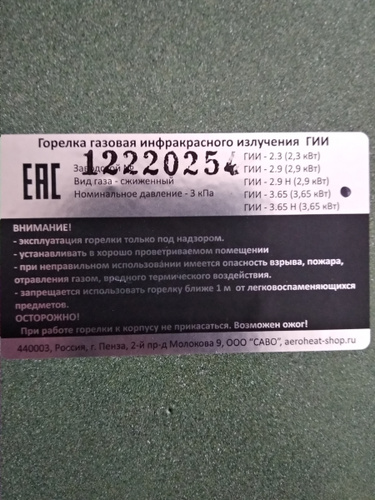 Горелка газовая инфракрасного излучения ГИИ
EAC
Заводской №
1222025
Вид газа - сжиженный
Номинальное давление - 3 кПа
ГИИ - 2.3 (2,3 кВт)
ГИИ - 2.9 (2,9 кВт)
ГИИ - 2.9 Н (2,9 кВт)
ГИИ - 3.65 (3,65 кВт)
ГИИ - 3.65 Н (3,65 кВт)
ВНИМАНИЕ!
- эксплуатация горелки только под надзором.
- устанавливать в хорошо проветриваемом помещении
- при неправильном использовании имеется опасность взрыва, пожара,
отравления газом, вредного термического воздействия.
- запрещается использовать горелку ближе 1 м от легковоспаменяющихся
предметов.
ОСТОРОЖНО!
При работе горелки к корпусу не прикасаться. Возможен ожог!
440003, Россия, г. Пенза, 2-й пр-д Молокова 9, ООО "САВО", aeroheat-shop.ru